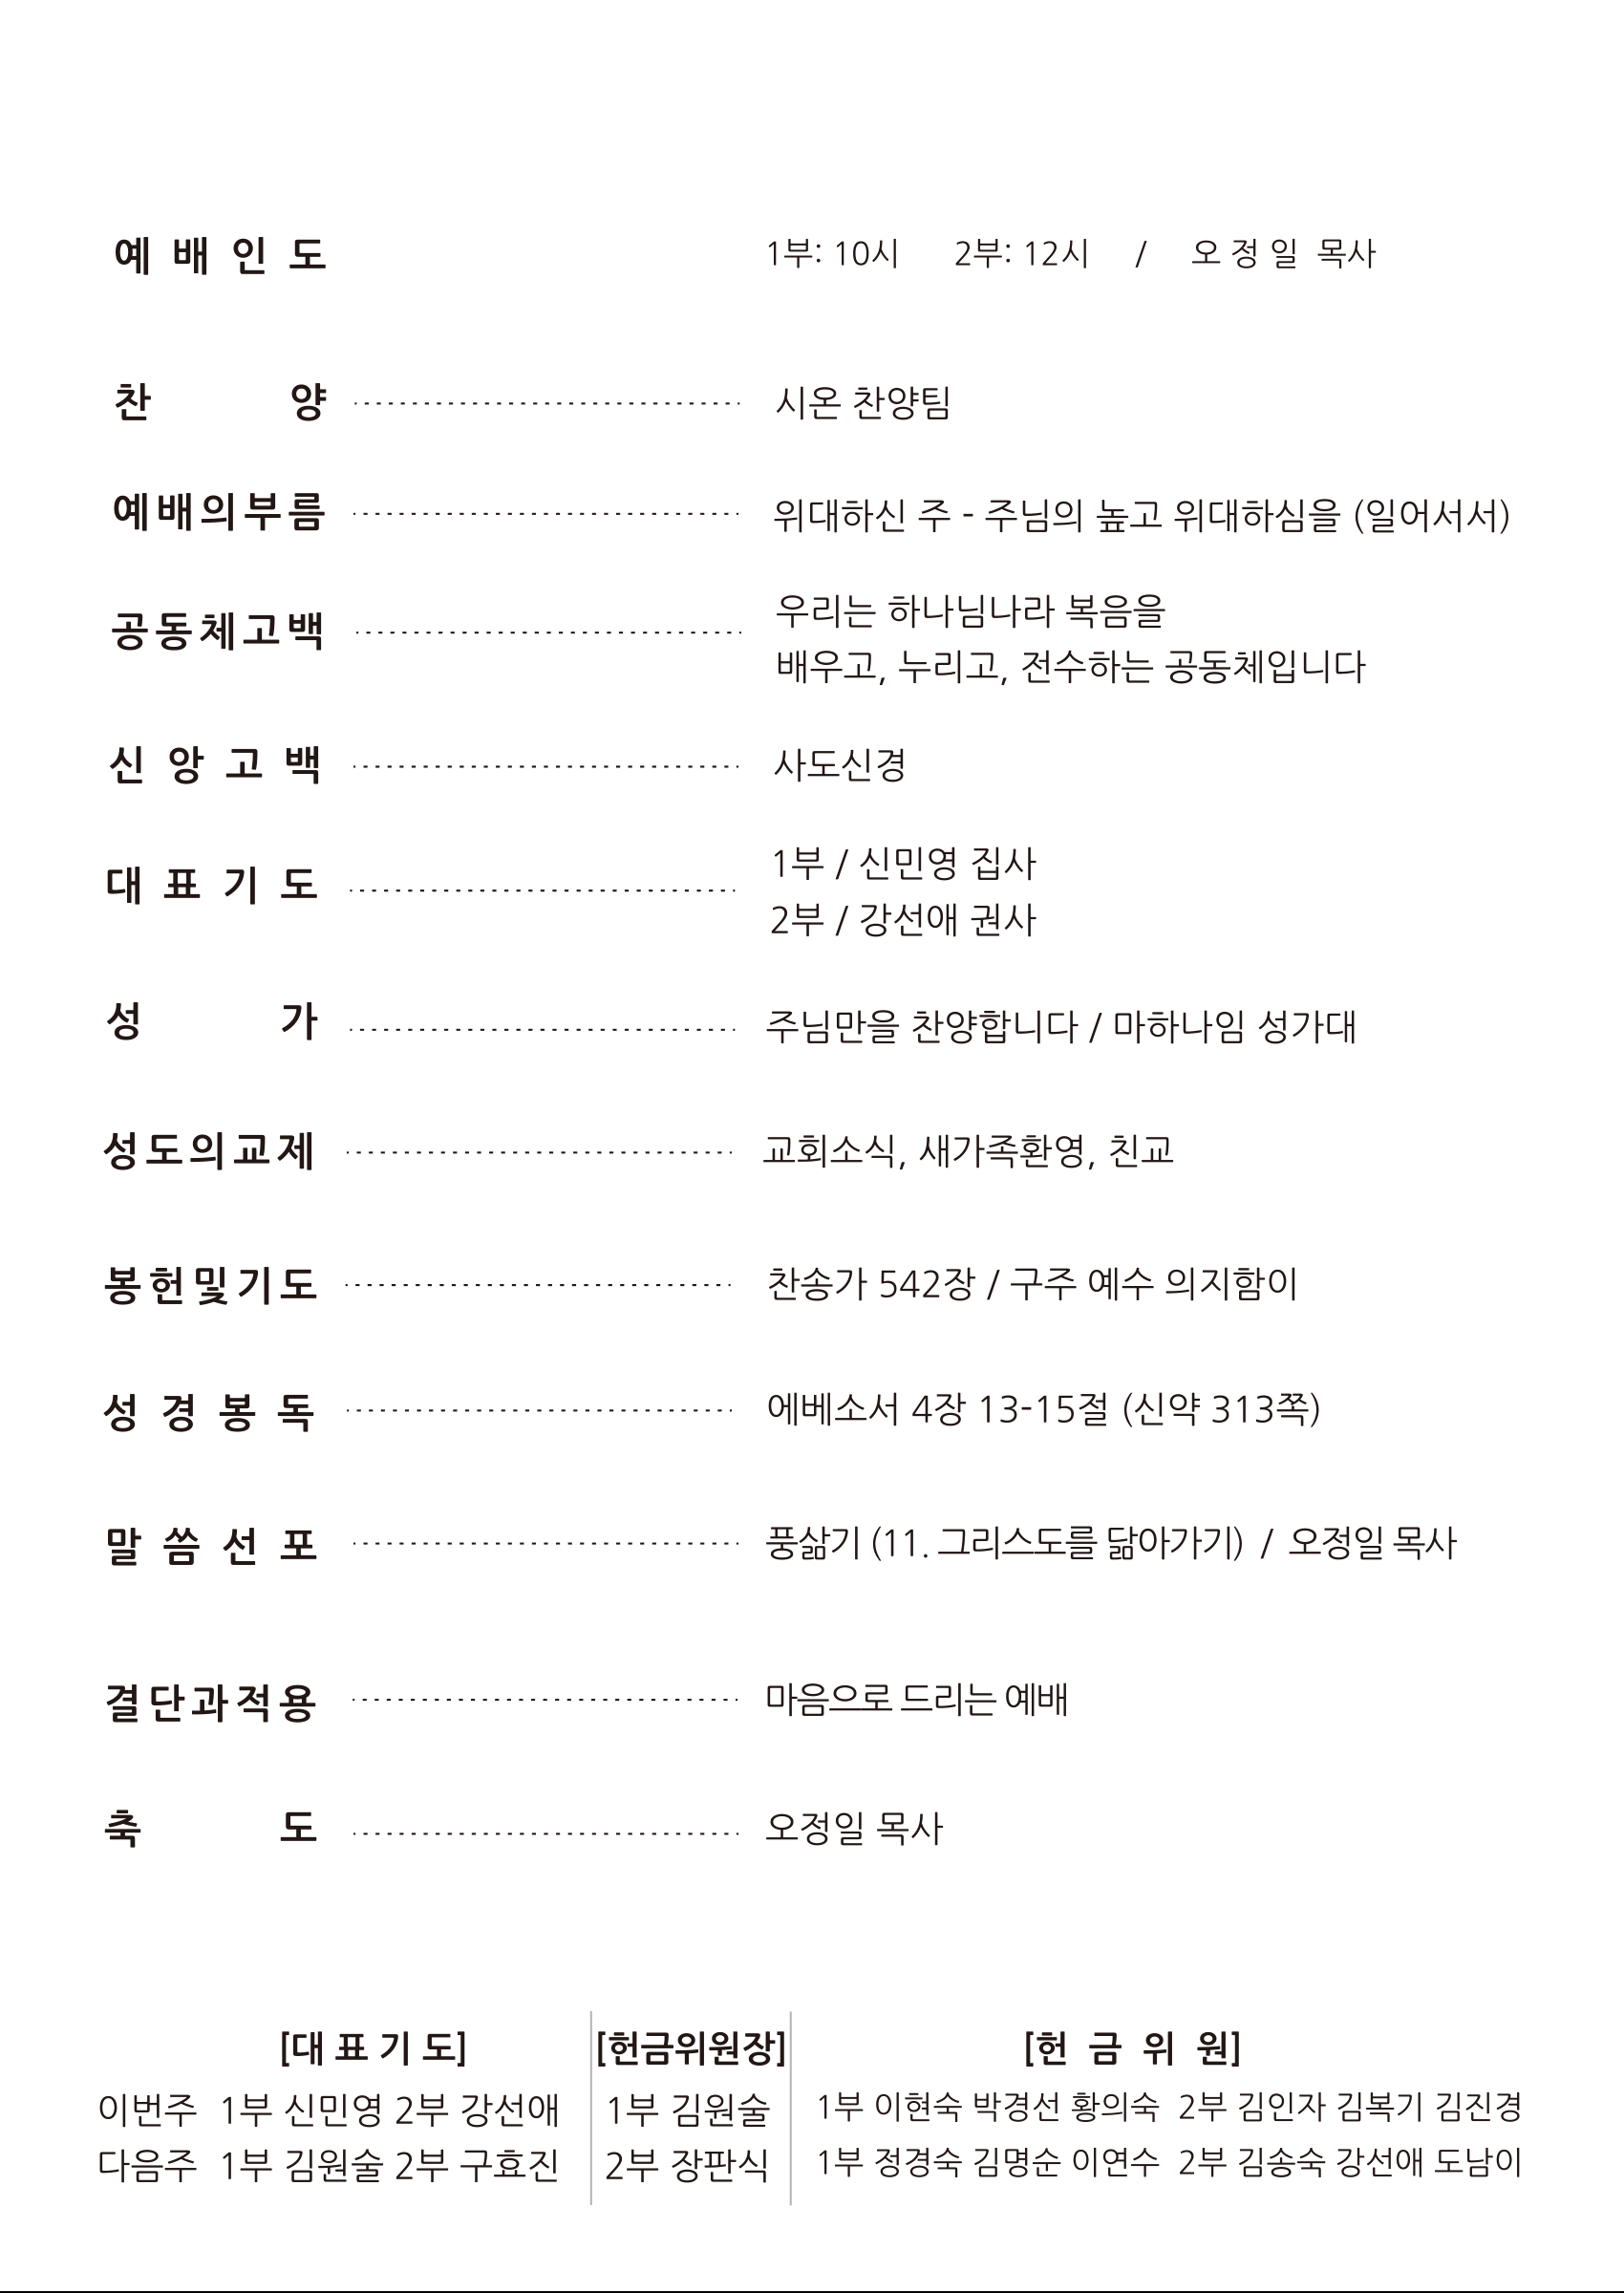 예 배 인 도 1부: 10시 2부: 12시 / 오 정 일 목사
찬 양 시온 찬양팀
예배의부름 위대하신 주 - 주님의 높고 위대하심을 (일어서서)
공동체고백 우리는 하나님나라 복음을
배우고, 누리고, 전수하는 공동체입니다
신 앙 고 백 사도신경
대 표 기 도 1부 / 신민영 집사
2부 / 강선애 권사
성 가 주님만을 찬양합니다 / 마하나임 성가대
성도의교제 교회소식, 새가족환영, 친교
봉헌및기도 찬송가 542장 / 구주 예수 의지함이
성 경 봉 독 에베소서 4장 13-15절 (신약 313쪽)
말 씀 선 포 풍삶기 (11. 그리스도를 닮아가기) / 오정일 목사
결단과적용 마음으로 드리는 예배
축 도 오정일 목사
[대 표 기 도] [헌금위원장] [헌 금 위 원]
이번주 1부 신민영 2부 강선애 1부 김원술 1부 이현숙 박경선 황의숙 2부 김인자 김복기 김진경
다음주 1부 김원술 2부 구효진 2부 장판식 1부 정경숙 김명순 이연수 2부 김송숙 강선애 도남이